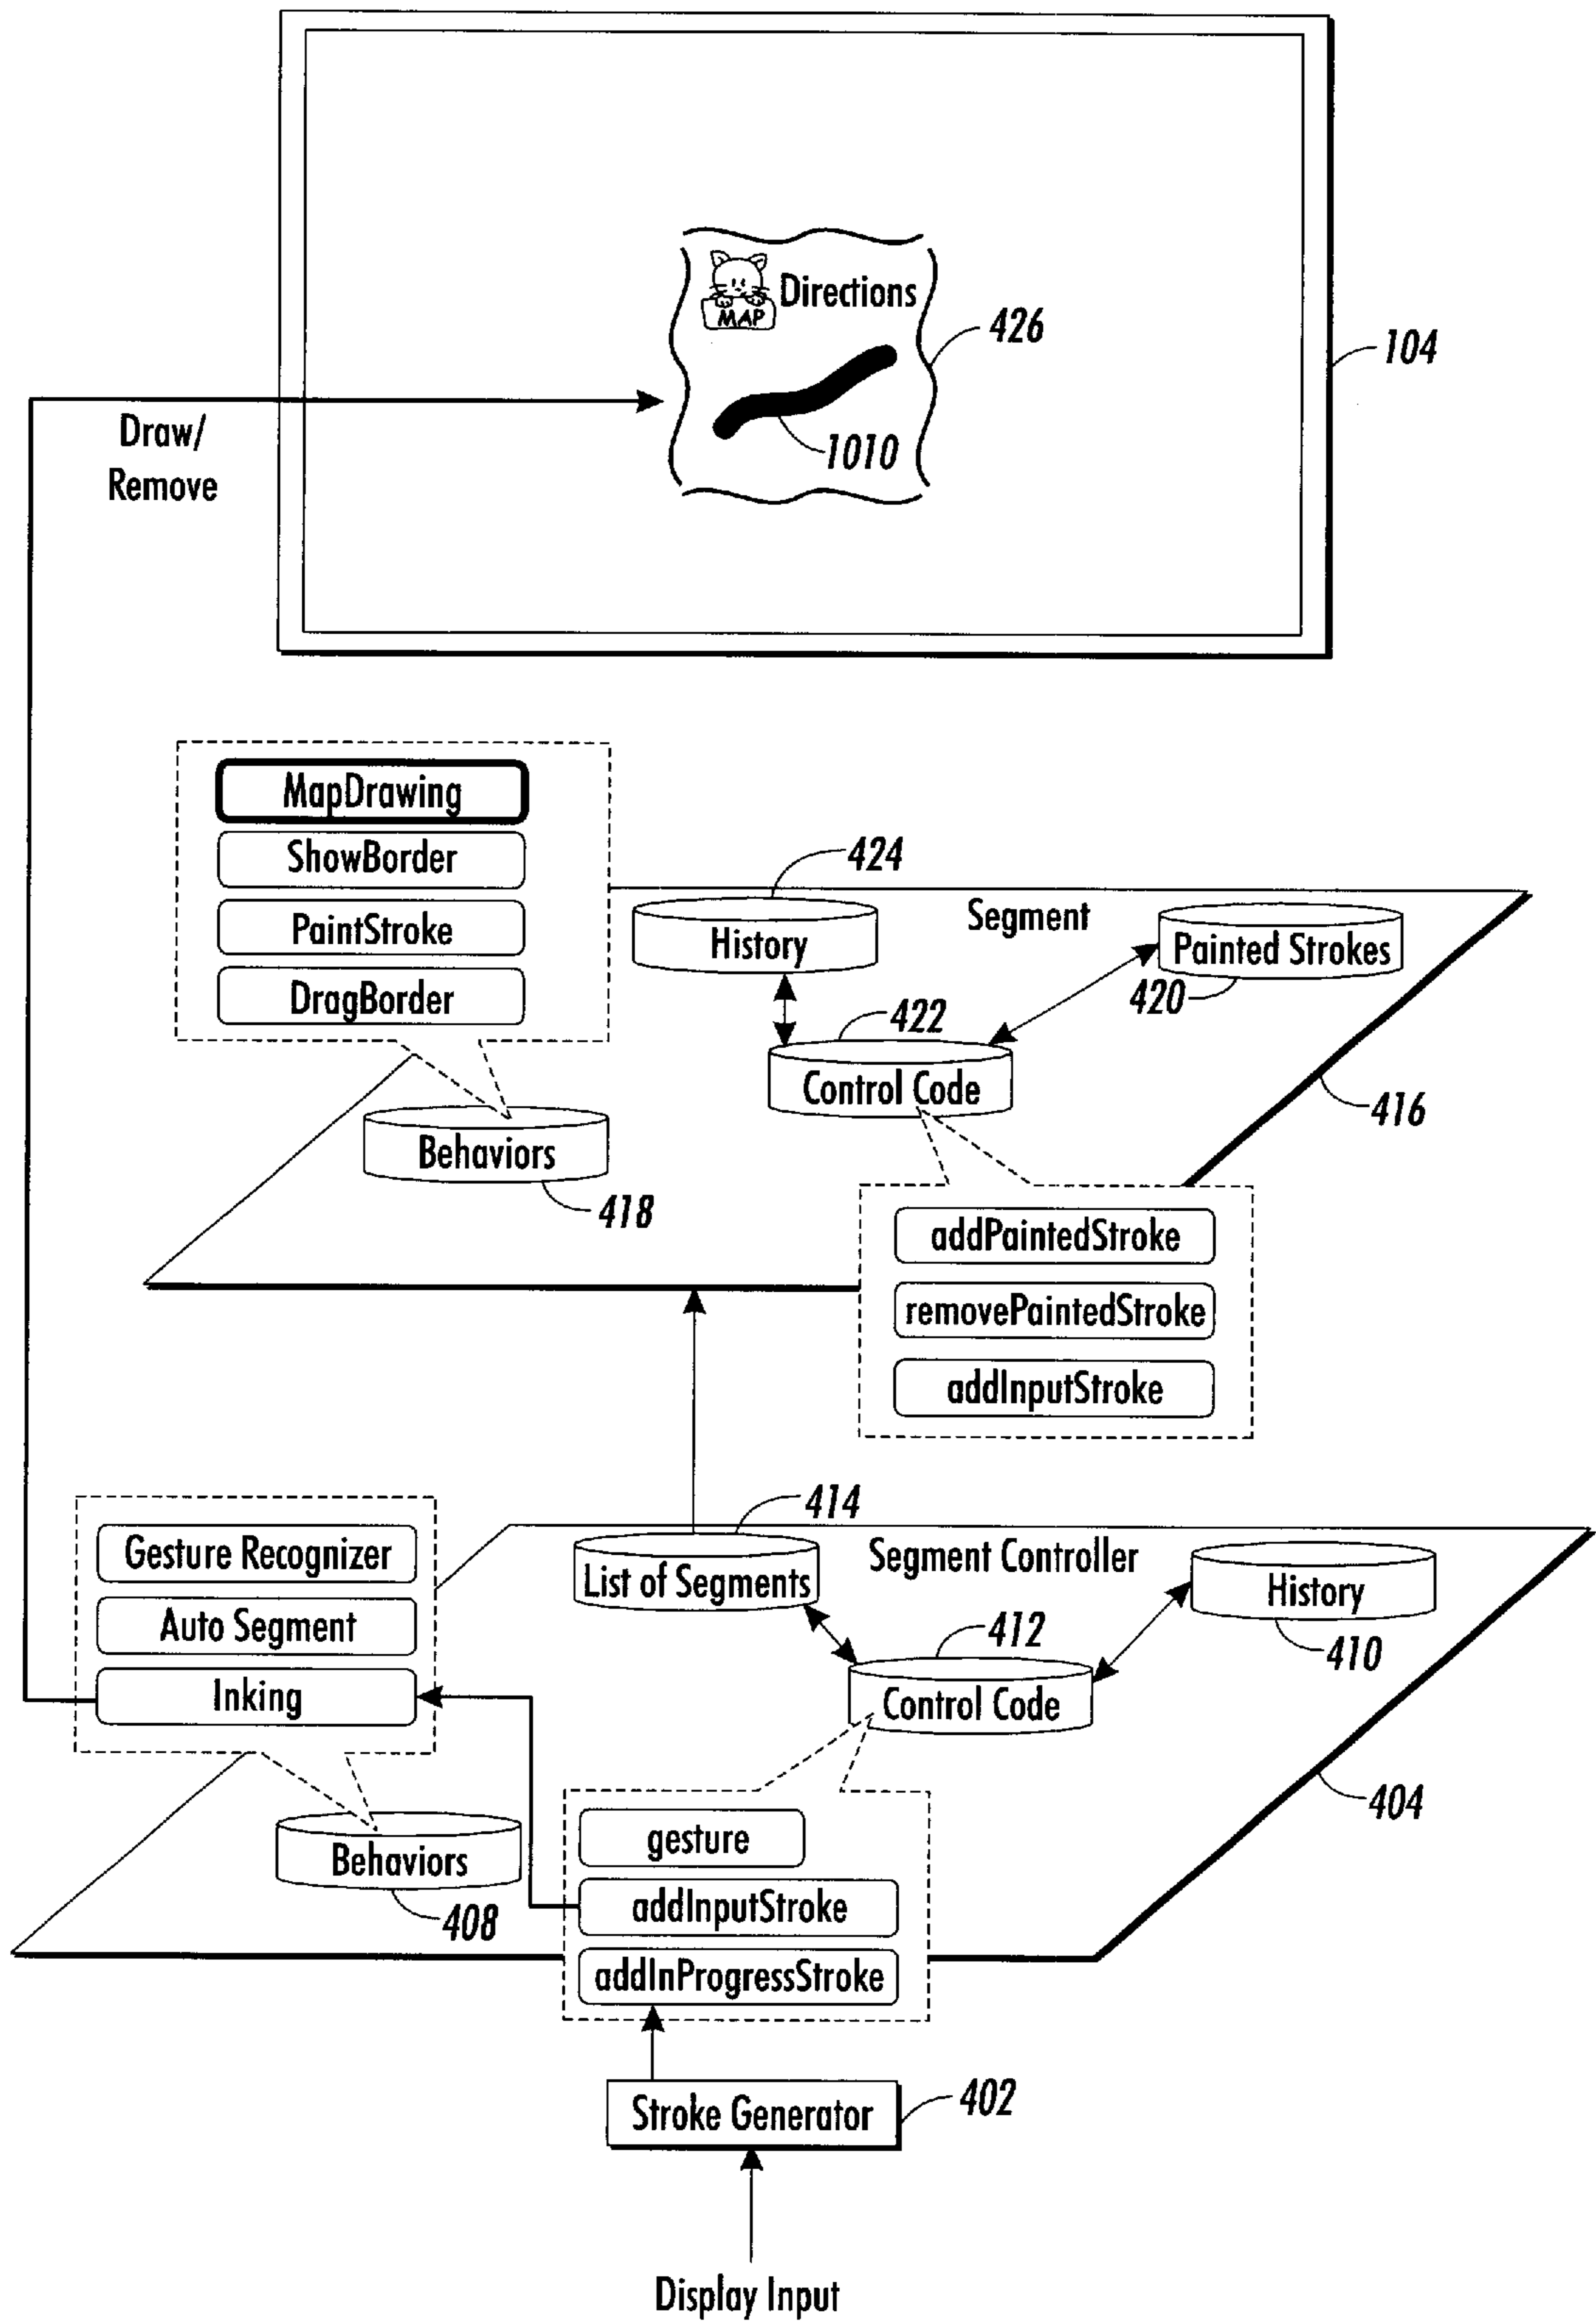 Directions
MAP
426
104
Draw/
Remove
1010
MapDrawing
ShowBorder
PaintStroke
DragBorder
424
History
Segment
Painted Strokes
420
422
Control Code
416
Behaviors
418
addPaintedStroke
removePaintedStroke
addInputStroke
414
Gesture Recognizer
Auto Segment
Inking
List of Segments
Segment Controller
History
410
412
Control Code
404
Behaviors
408
gesture
addInputStroke
addInProgressStroke
Stroke Generator
402
Display Input